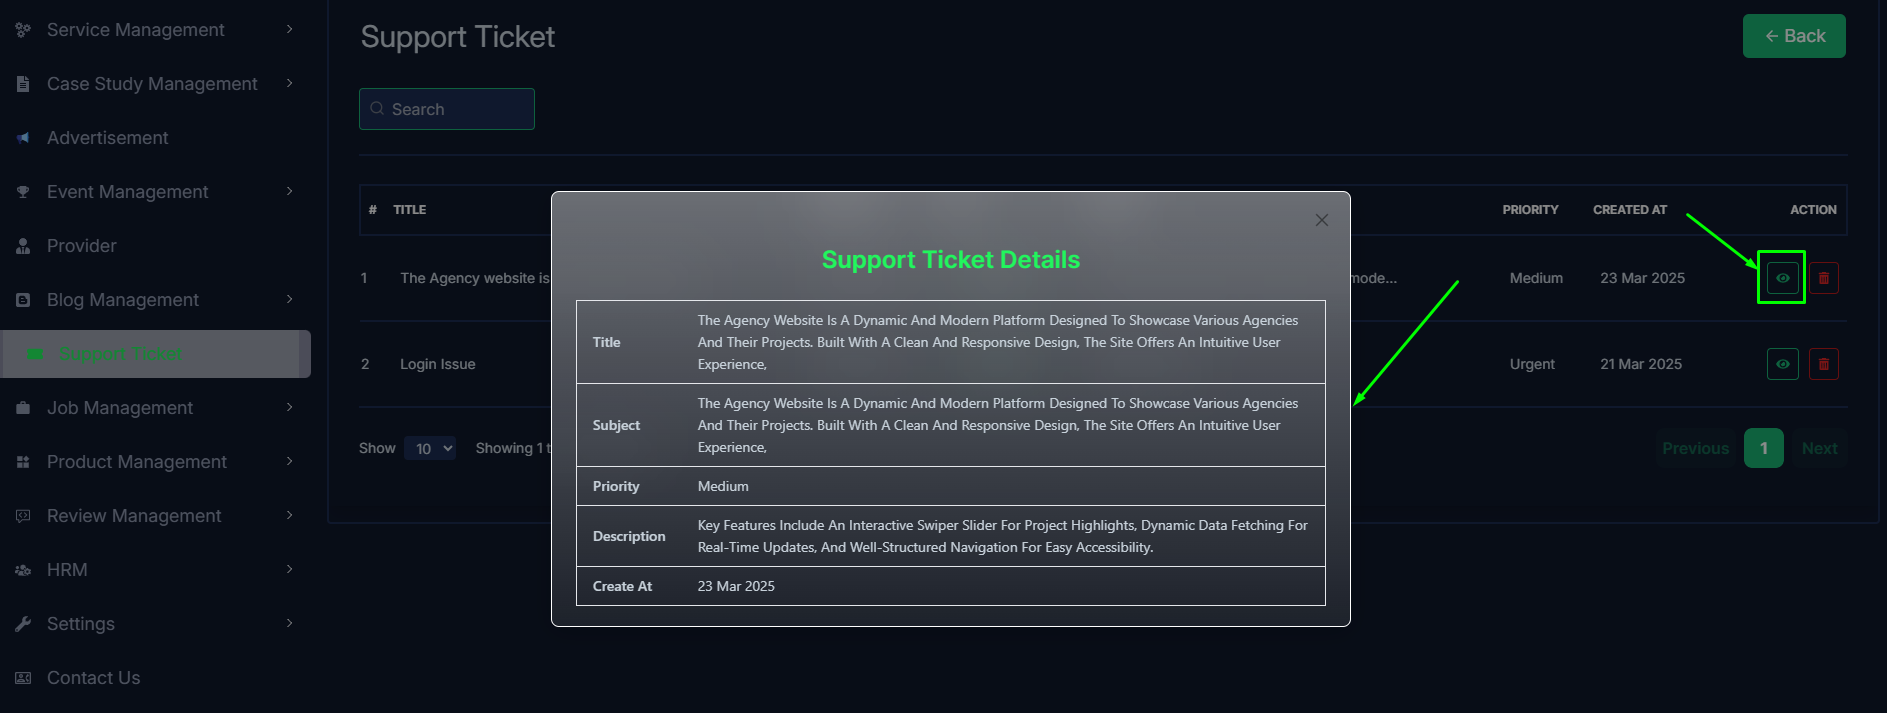 Service Management
Case Study Management
Advertisement
Event Management
Provider
Blog Management
Support Ticket
Job Management
Product Management
Review Management
HRM
Settings
Contact Us
Support Ticket
Back
Search
# TITLE PRIORITY CREATED AT ACTION
1 The Agency website is mode... Medium 23 Mar 2025
2 Login Issue Urgent 21 Mar 2025
Show 10 Showing 1 t
Previous 1 Next
Support Ticket Details
Title
The Agency Website Is A Dynamic And Modern Platform Designed To Showcase Various Agencies
And Their Projects. Built With A Clean And Responsive Design, The Site Offers An Intuitive User
Experience,
Subject
The Agency Website Is A Dynamic And Modern Platform Designed To Showcase Various Agencies
And Their Projects. Built With A Clean And Responsive Design, The Site Offers An Intuitive User
Experience,
Priority Medium
Description
Key Features Include An Interactive Swiper Slider For Project Highlights, Dynamic Data Fetching For
Real-Time Updates, And Well-Structured Navigation For Easy Accessibility.
Create At 23 Mar 2025